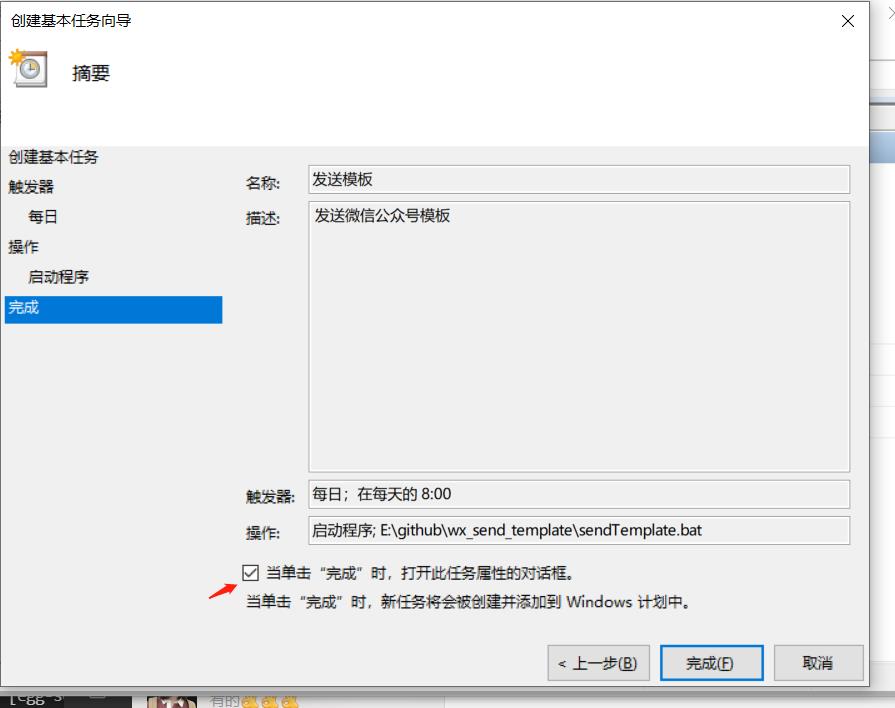 创建基本任务向导
摘要
创建基本任务
触发器
每日
操作
启动程序
完成
名称: 发送模板
描述: 发送微信公众号模板
触发器: 每日；在每天的 8:00
操作: 启动程序; E:\github\wx_send_template\sendTemplate.bat
当单击“完成”时，打开此任务属性的对话框。
当单击“完成”时，新任务将会被创建并添加到 Windows 计划中。
< 上一步(B) 完成(F) 取消
有的